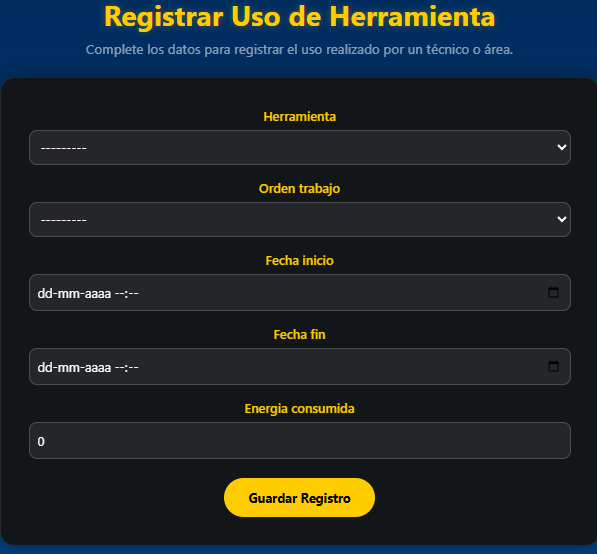 Registrar Uso de Herramienta
Complete los datos para registrar el uso realizado por un técnico o área.
Herramienta
---------
Orden trabajo
---------
Fecha inicio
dd-mm-aaaa --:--
Fecha fin
dd-mm-aaaa --:--
Energia consumida
0
Guardar Registro